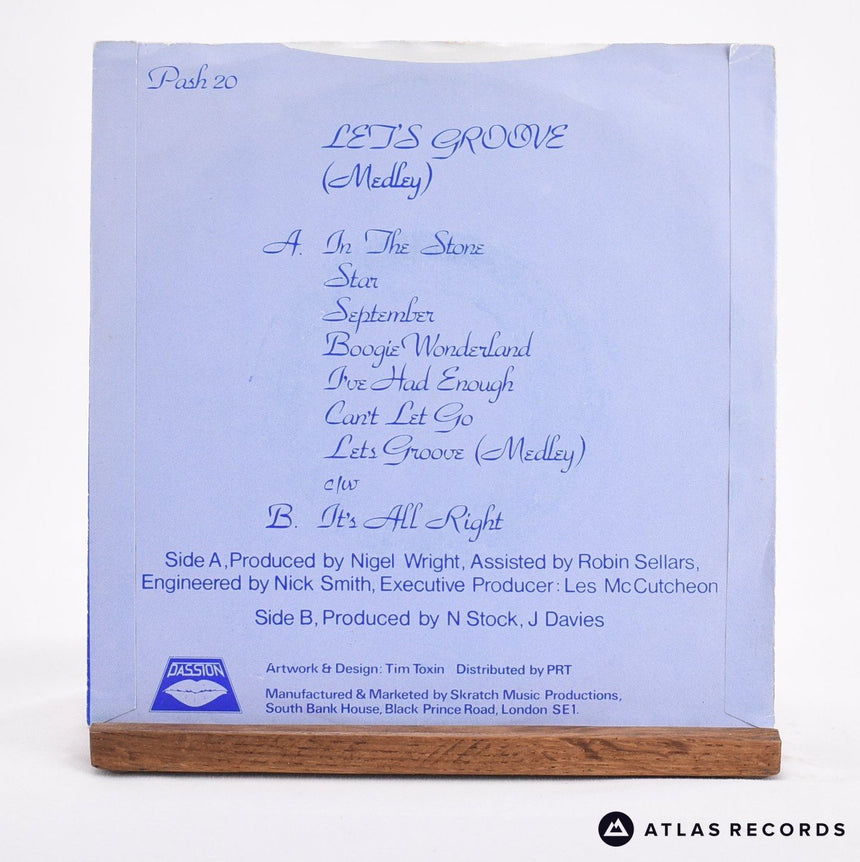 Pash 20
LET'S GROOVE
(Medley)
A. In The Stone
Star
September
Boogie Wonderland
I've Had Enough
Can't Let Go
Lets Groove (Medley)
c/w
B. It's All Right
Side A, Produced by Nigel Wright, Assisted by Robin Sellars,
Engineered by Nick Smith, Executive Producer: Les McCutcheon
Side B, Produced by N Stock, J Davies
PASSION
Artwork & Design: Tim Toxin Distributed by PRT
Manufactured & Marketed by Skratch Music Productions,
South Bank House, Black Prince Road, London SE1.
ATLAS RECORDS